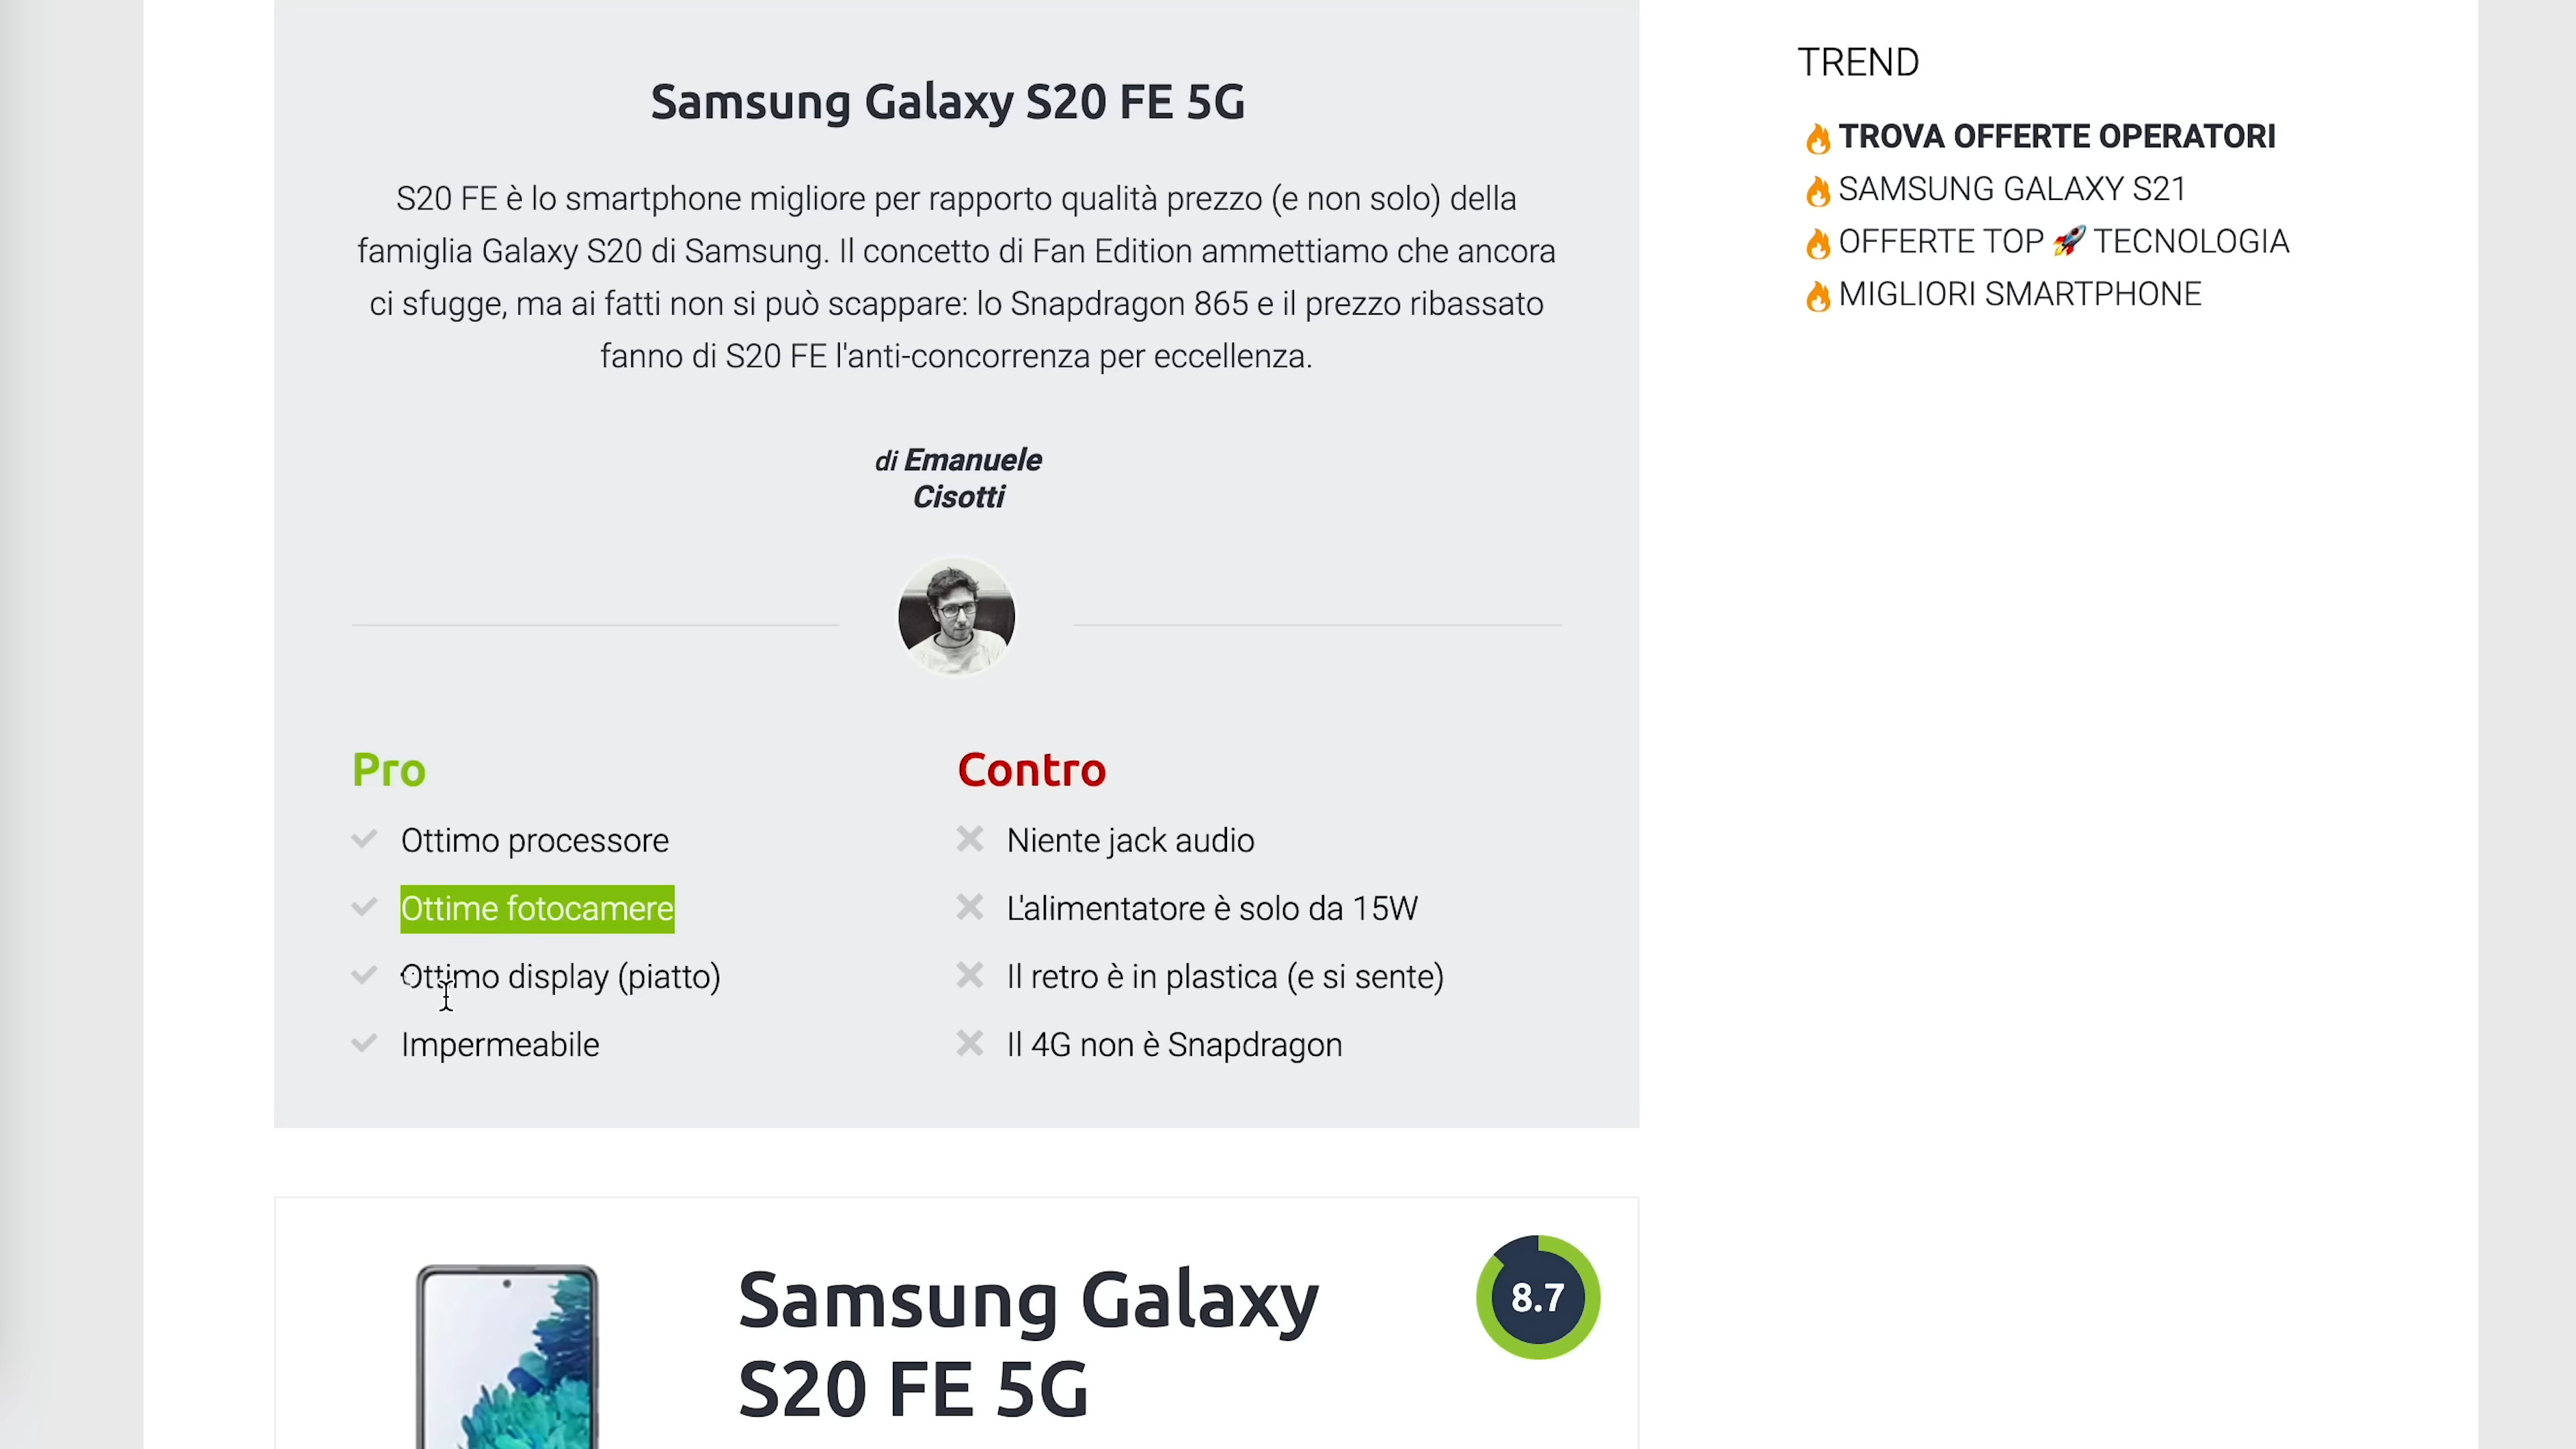 Samsung Galaxy S20 FE 5G
S20 FE è lo smartphone migliore per rapporto qualità prezzo (e non solo) della
famiglia Galaxy S20 di Samsung. Il concetto di Fan Edition ammettiamo che ancora
ci sfugge, ma ai fatti non si può scappare: lo Snapdragon 865 e il prezzo ribassato
fanno di S20 FE l'anti-concorrenza per eccellenza.
di Emanuele
Cisotti
Pro
Ottimo processore
Ottime fotocamere
Ottimo display (piatto)
Impermeabile
Contro
Niente jack audio
L'alimentatore è solo da 15W
Il retro è in plastica (e si sente)
Il 4G non è Snapdragon
Samsung Galaxy
S20 FE 5G
8.7
TREND
🔥TROVA OFFERTE OPERATORI
🔥SAMSUNG GALAXY S21
🔥OFFERTE TOP 🚀 TECNOLOGIA
🔥MIGLIORI SMARTPHONE